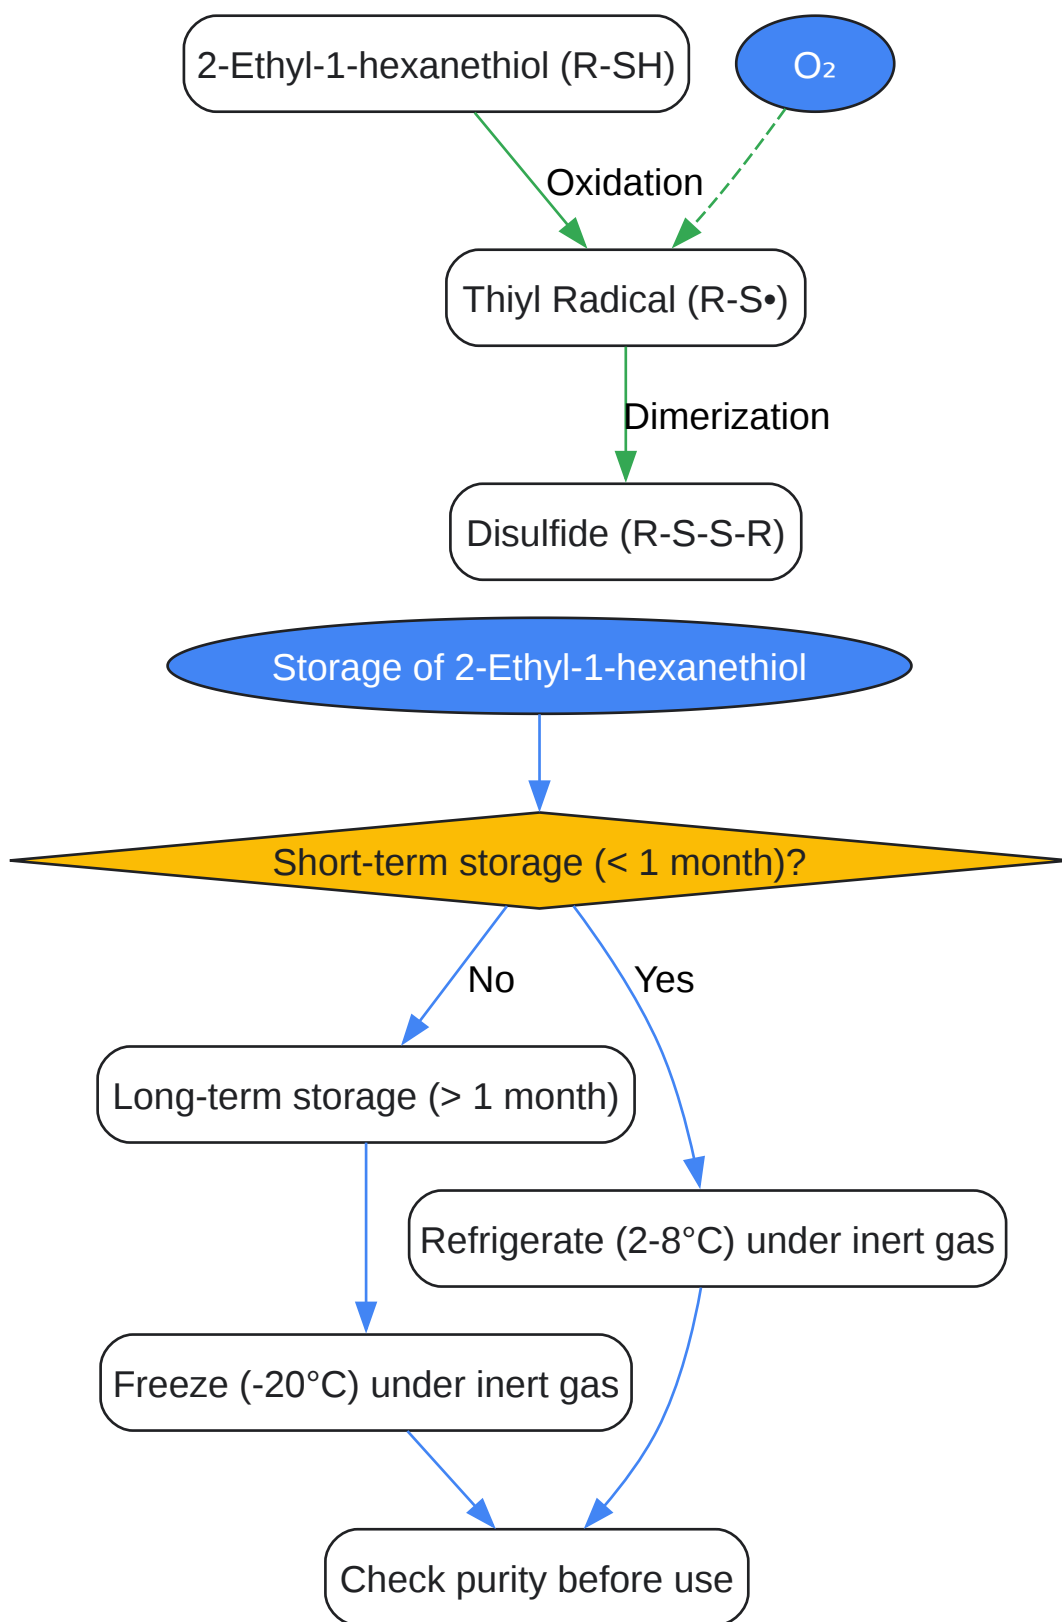 2-Ethyl-1-hexanethiol (R-SH)
O₂
Oxidation
Thiyl Radical (R-S•)
Dimerization
Disulfide (R-S-S-R)
Storage of 2-Ethyl-1-hexanethiol
Short-term storage (< 1 month)?
No
Yes
Long-term storage (> 1 month)
Refrigerate (2-8°C) under inert gas
Freeze (-20°C) under inert gas
Check purity before use